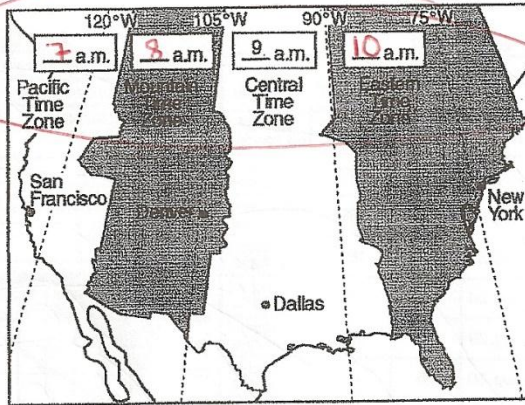 120°W 105° 90°W 75°W
7 a.m. 8 a.m. 9 a.m. 10 a.m.
Pacific Time Zone
Mountain Time Zone
Central Time Zone
Eastern Time Zone
San Francisco
Denver
Dallas
New York